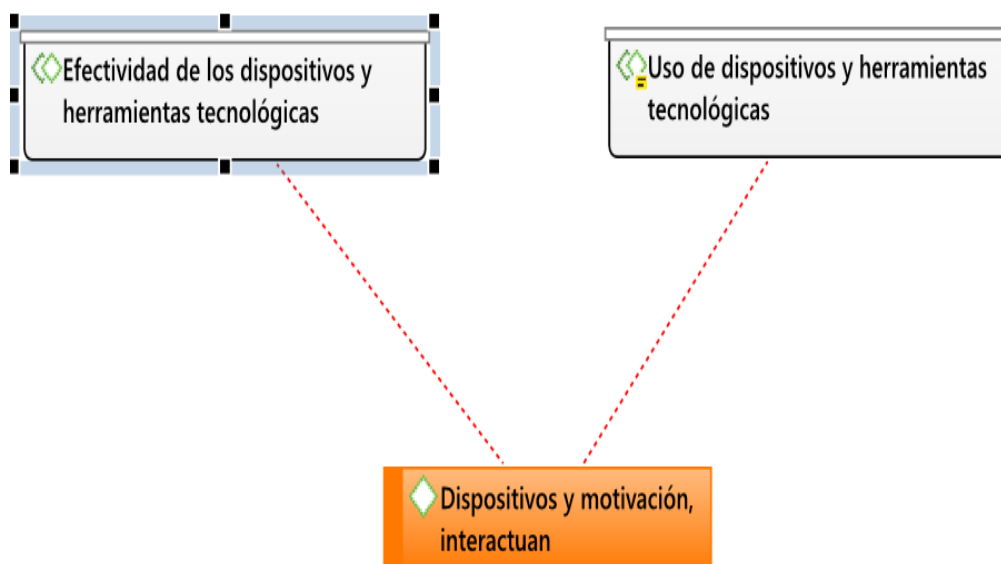 Efectividad de los dispositivos y
herramientas tecnológicas
Uso de dispositivos y herramientas
tecnológicas
Dispositivos y motivación,
interactuan